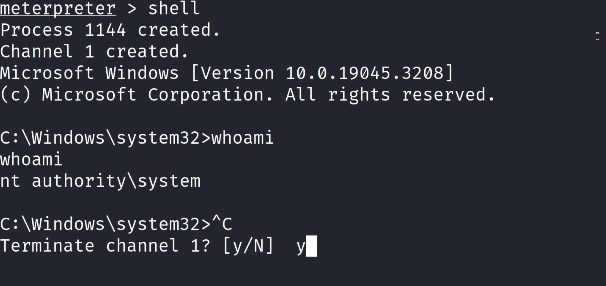 meterpreter > shell
Process 1144 created.
Channel 1 created.
Microsoft Windows [Version 10.0.19045.3208]
(c) Microsoft Corporation. All rights reserved.
C:\Windows\system32>whoami
whoami
nt authority\system
C:\Windows\system32>^C
Terminate channel 1? [y/N]  y